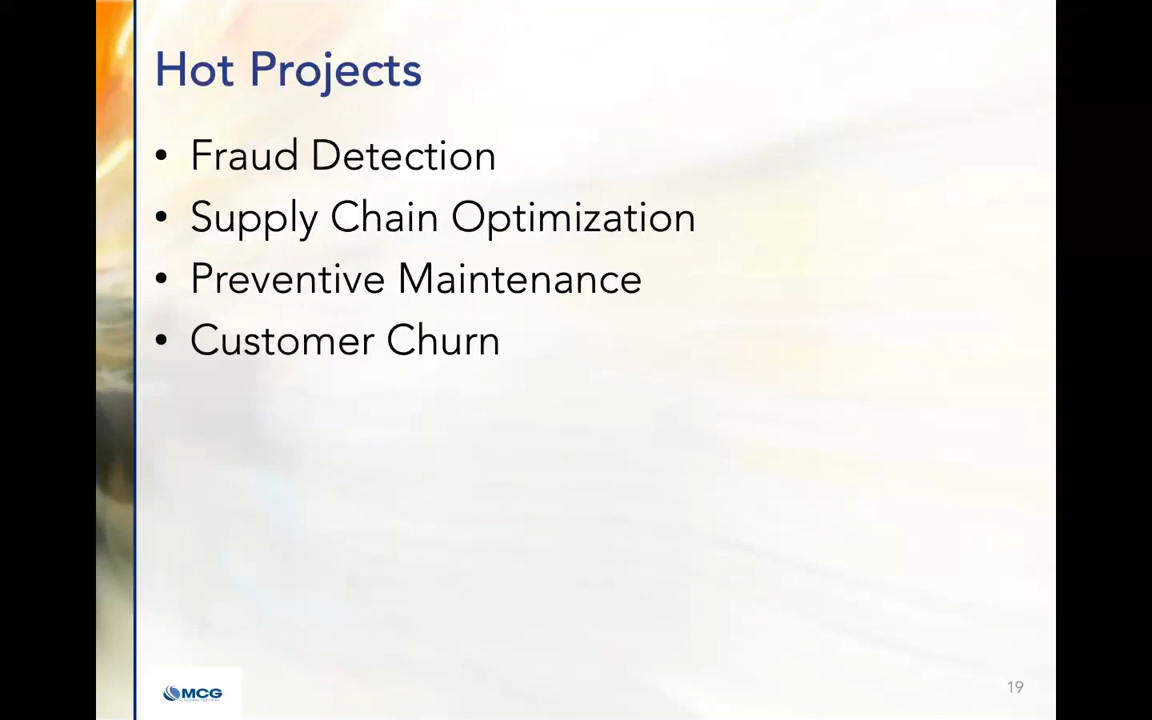 Hot Projects
• Fraud Detection
• Supply Chain Optimization
• Preventive Maintenance
• Customer Churn
MCG
19